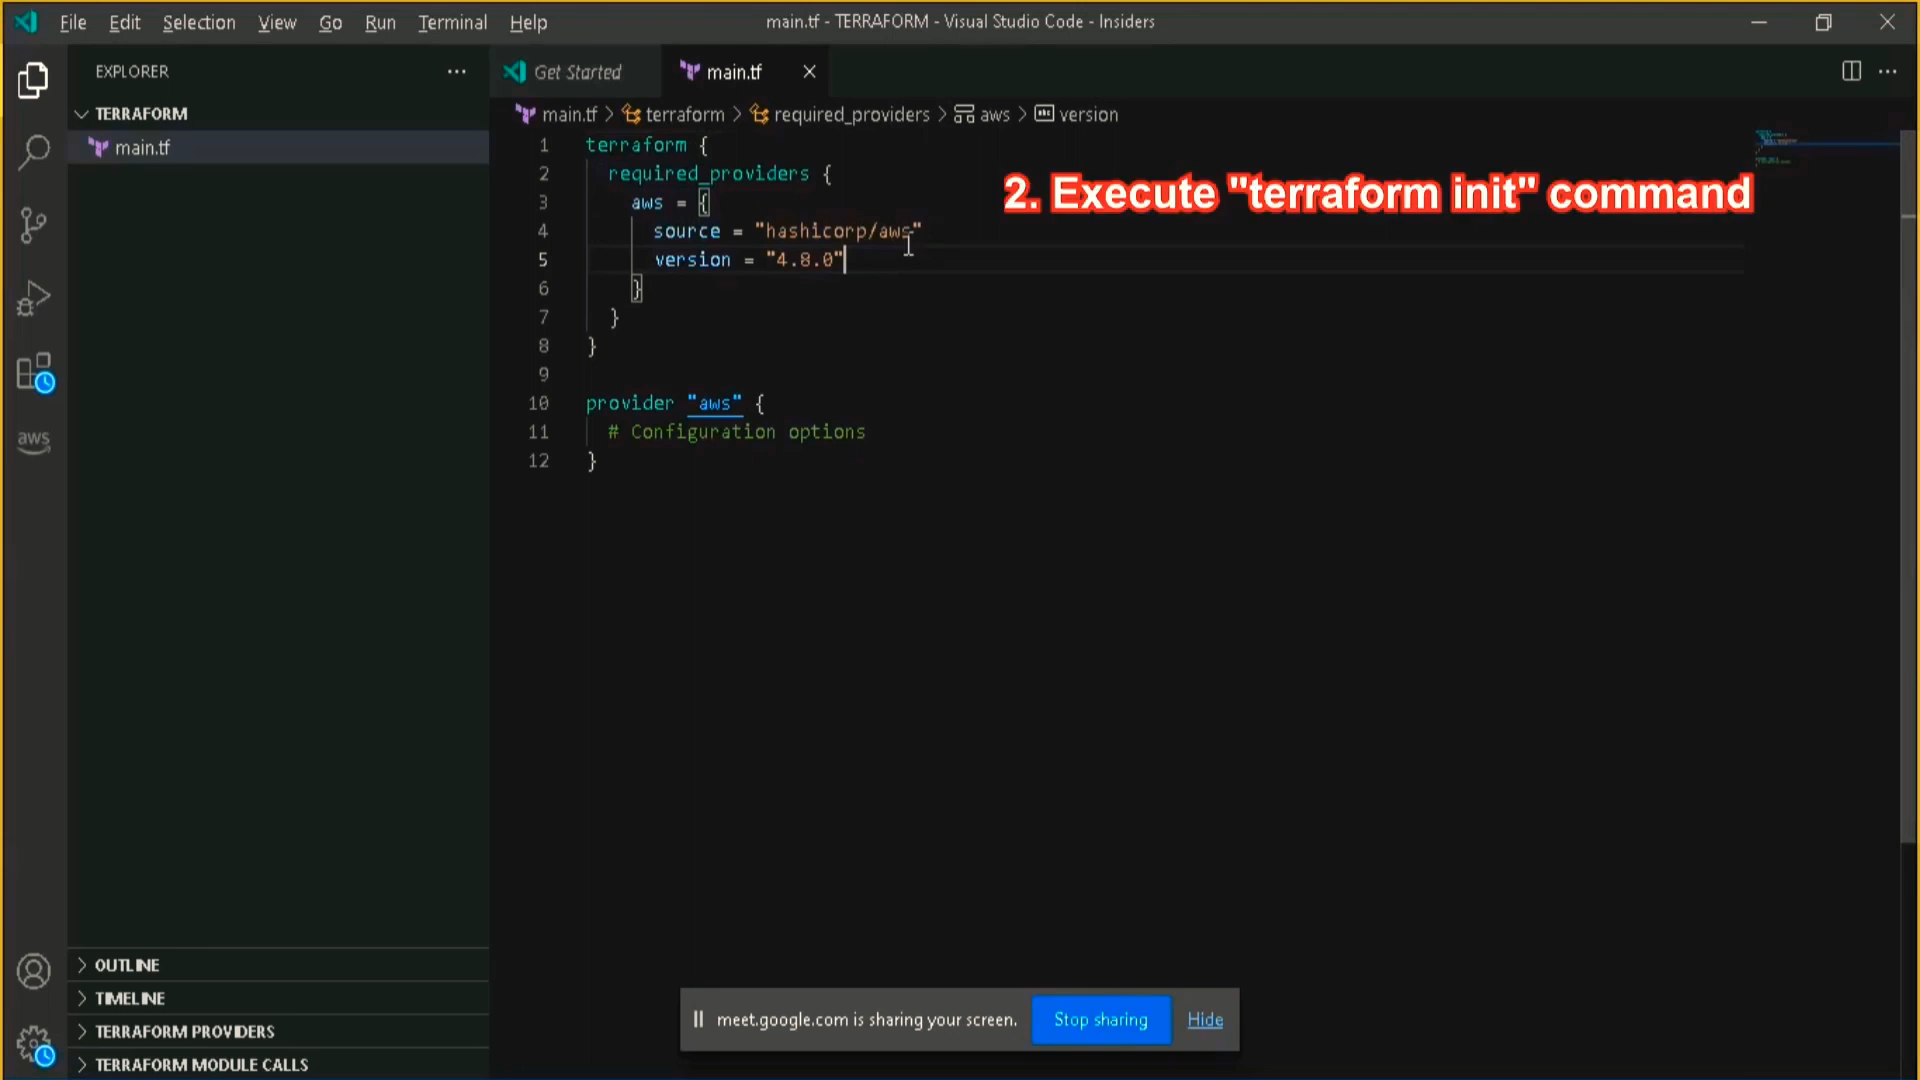 File Edit Selection View Go Run Terminal Help
main.tf - TERRAFORM - Visual Studio Code - Insiders
EXPLORER
TERRAFORM
main.tf
aws
Get Started
main.tf
main.tf > terraform > required_providers > aws > version
1 terraform {
2 required_providers {
3 aws = {
4 source = "hashicorp/aws"
5 version = "4.8.0"
6 }
7 }
8 }
9
10 provider "aws" {
11 # Configuration options
12 }
2. Execute "terraform init" command
OUTLINE
TIMELINE
TERRAFORM PROVIDERS
TERRAFORM MODULE CALLS
meet.google.com is sharing your screen. Stop sharing Hide